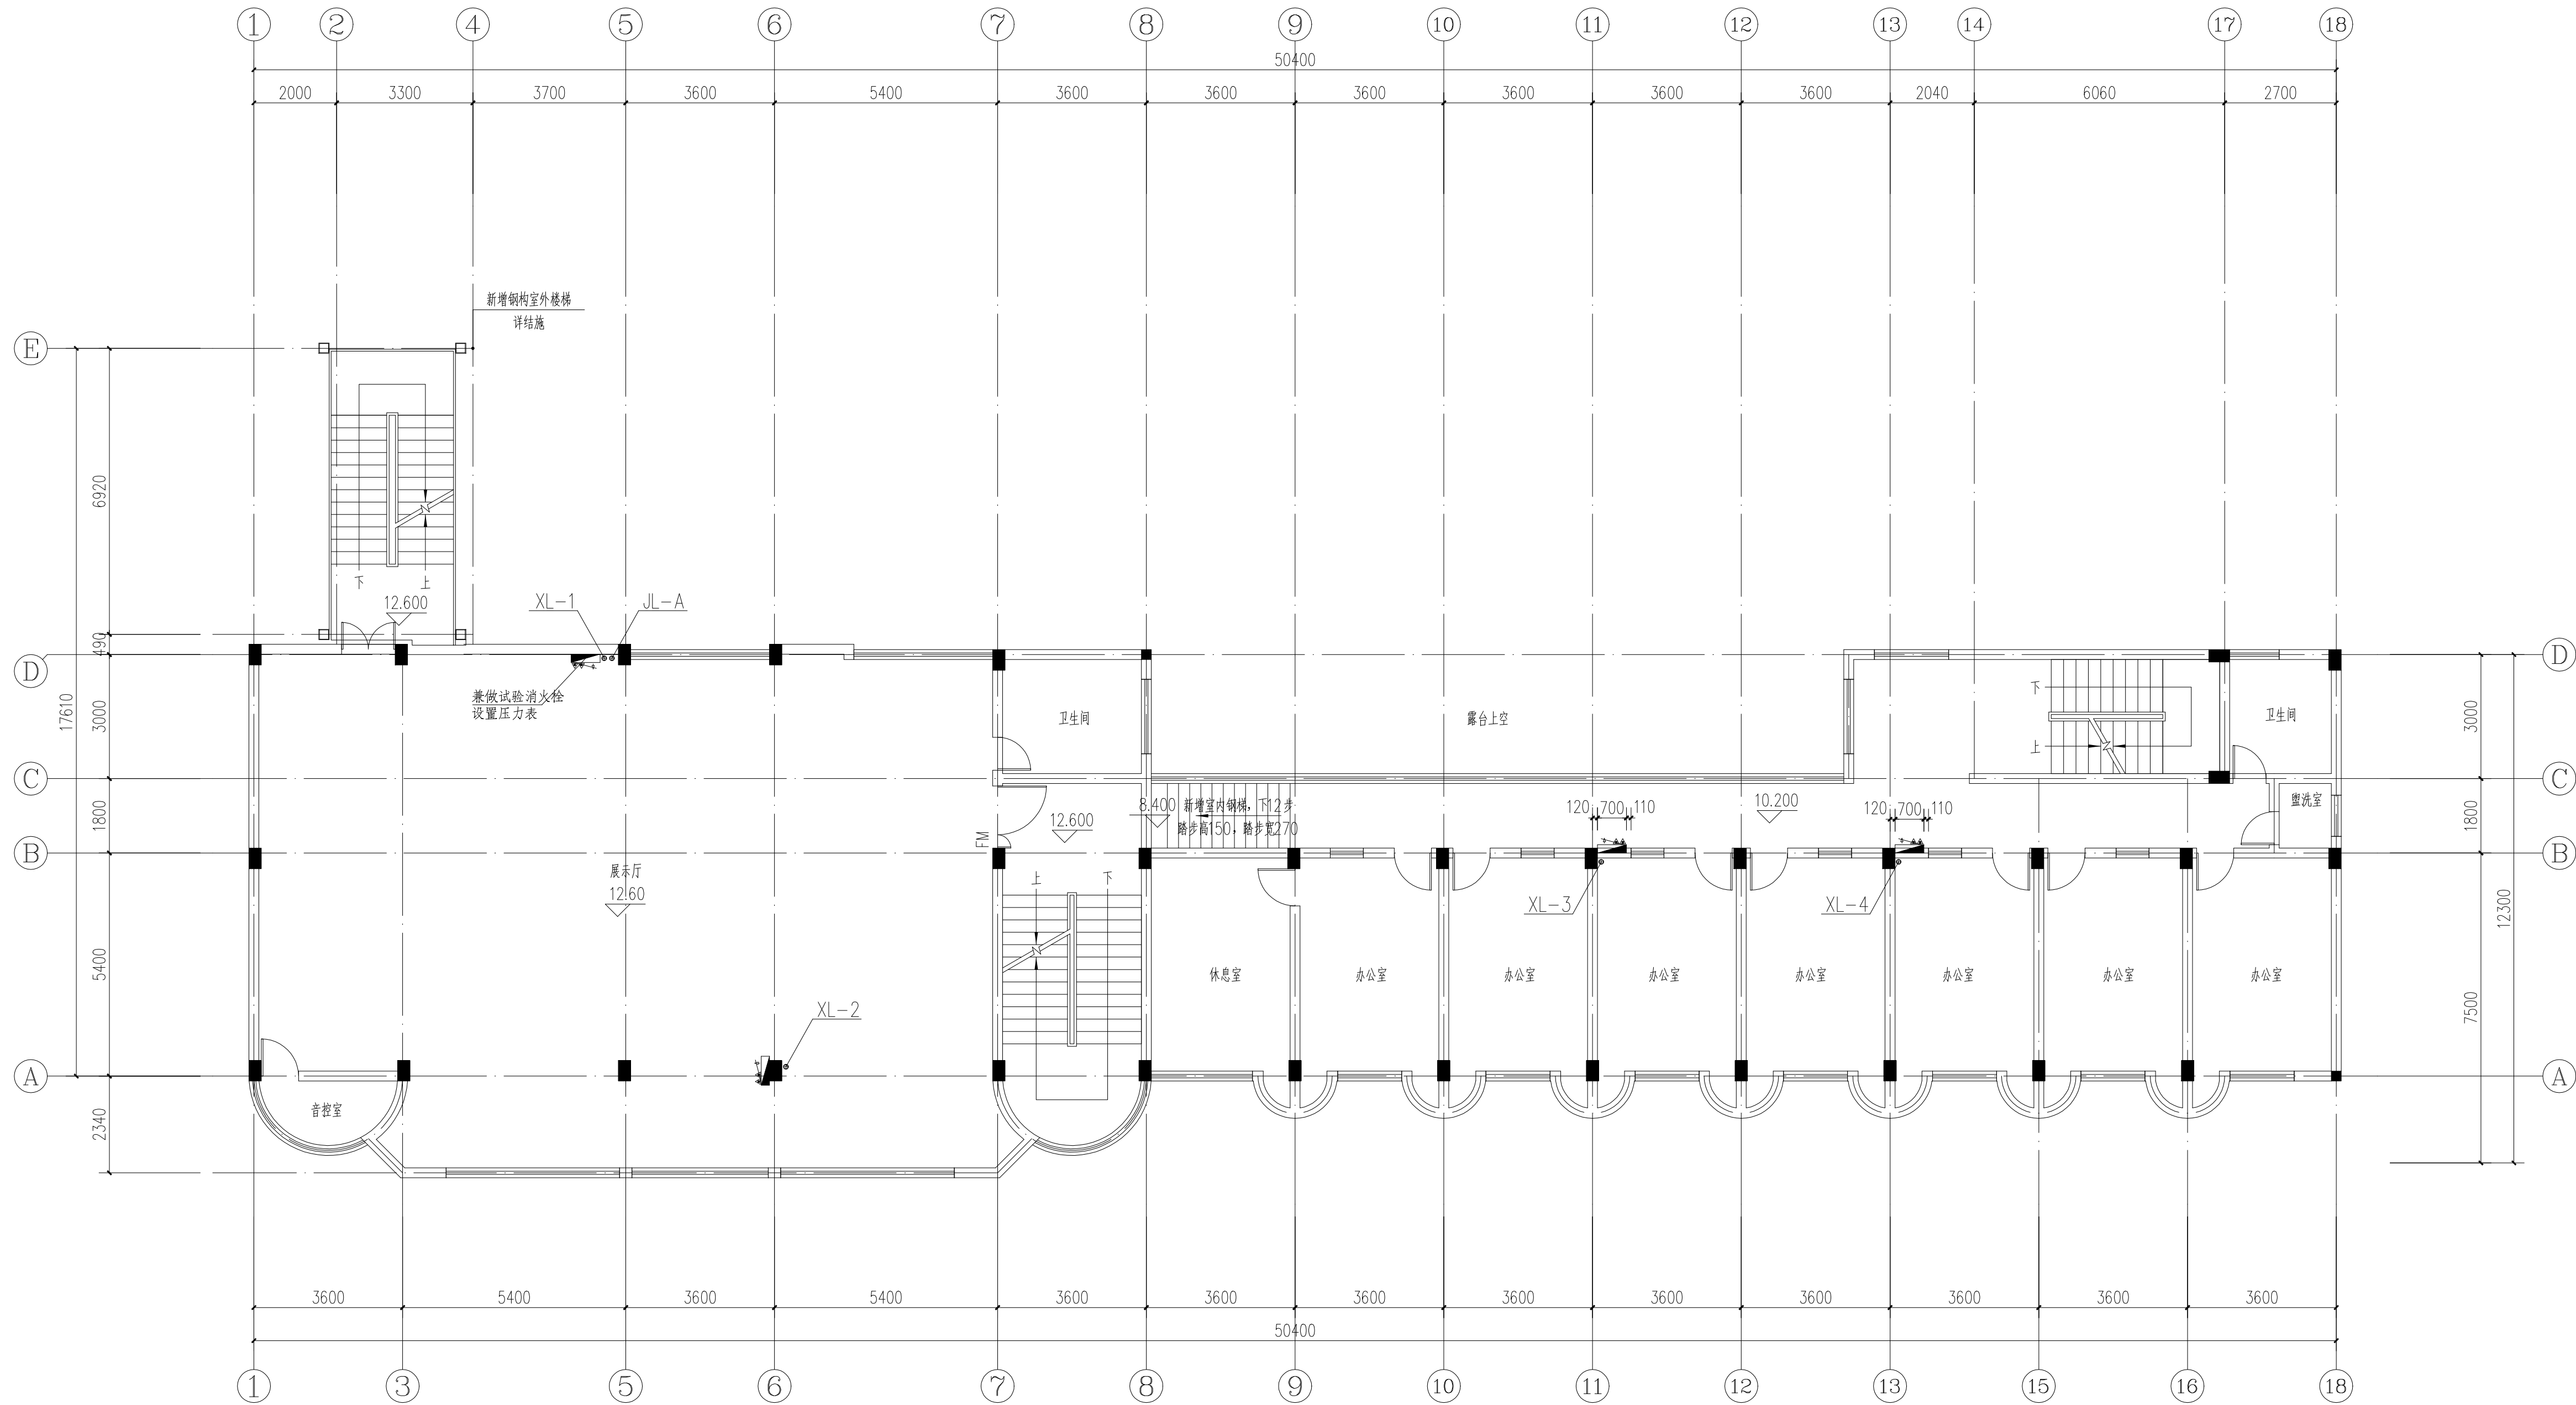 1 2 4 5 6 7 8 9 10 11 12 13 14 17 18
50400
2000 3300 3700 3600 5400 3600 3600 3600 3600 3600 3600 2040 6060 2700
新增钢构室外楼梯
详结施
E
6920
下 上
12.600
XL-1 JL-A
490
D D
兼做试验消火栓
设置压力表
17610
3000
卫生间
露台上空
下
上
卫生间
3000
C C
1800
FM
12.600
8.400 新增室内钢梯，下12步
踏步高150，踏步宽270
120 700 110
10.200
120 700 110
盥洗室
1800
B B
展示厅
12.60
上 下
XL-3
XL-4
12300
5400
休息室 办公室 办公室 办公室 办公室 办公室 办公室 办公室
7500
XL-2
A A
音控室
2340
3600 5400 3600 5400 3600 3600 3600 3600 3600 3600 3600 3600 3600
50400
1 3 5 6 7 8 9 10 11 12 13 15 16 18